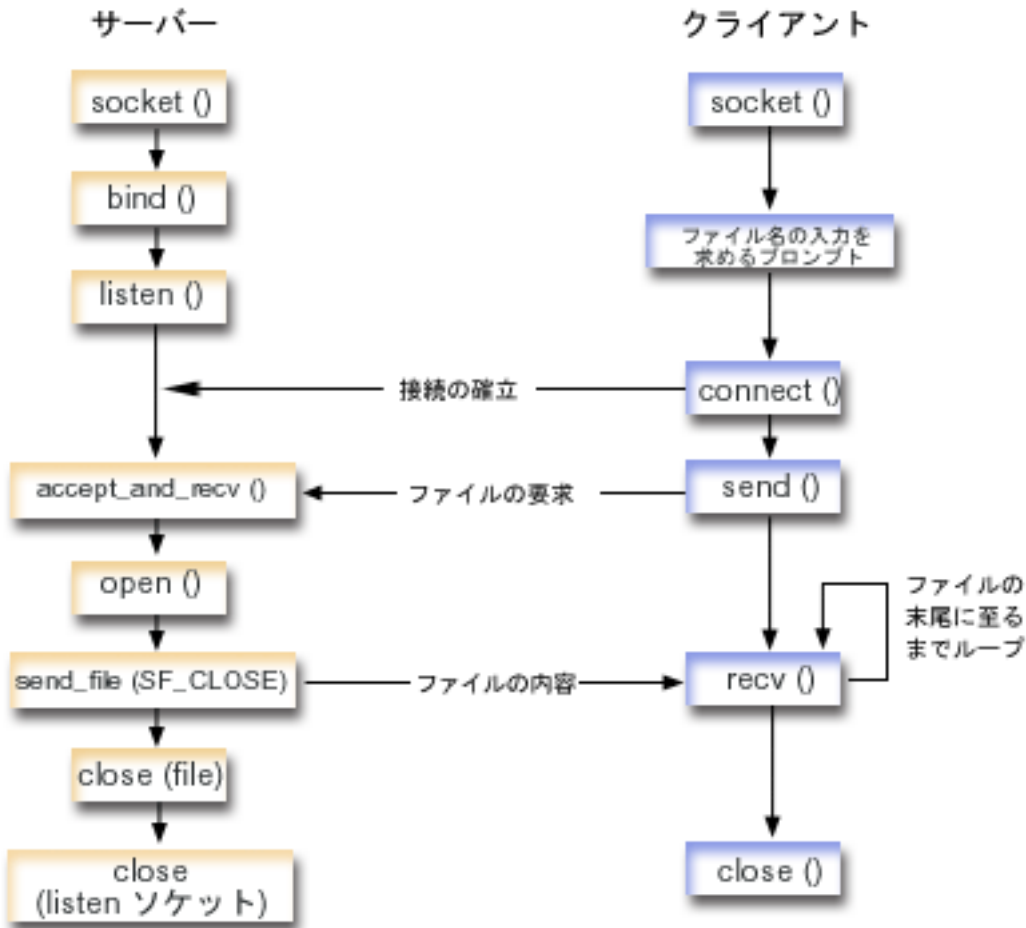 サーバー
クライアント
socket ()
socket ()
bind ()
ファイル名の入力を
求めるプロンプト
listen ()
接続の確立
connect ()
accept_and_recv ()
ファイルの要求
send ()
open ()
ファイルの
末尾に至る
までループ
send_file (SF_CLOSE)
ファイルの内容
recv ()
close (file)
close
(listen ソケット)
close ()